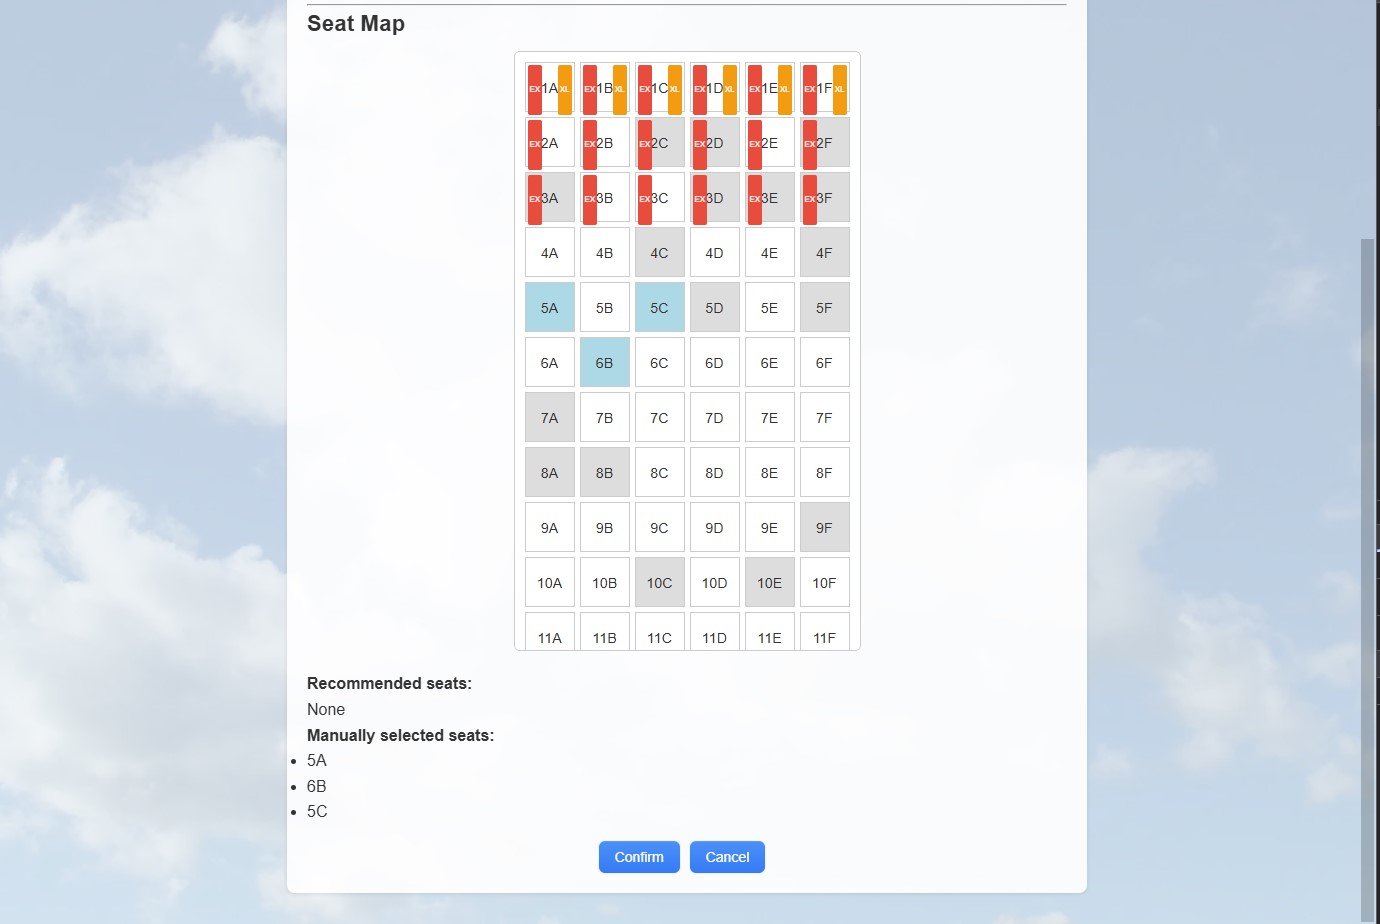 Seat Map
EX 1A XL EX 1B XL EX 1C XL EX 1D XL EX 1E XL EX 1F XL
EX 2A EX 2B EX 2C EX 2D EX 2E EX 2F
EX 3A EX 3B EX 3C EX 3D EX 3E EX 3F
4A 4B 4C 4D 4E 4F
5A 5B 5C 5D 5E 5F
6A 6B 6C 6D 6E 6F
7A 7B 7C 7D 7E 7F
8A 8B 8C 8D 8E 8F
9A 9B 9C 9D 9E 9F
10A 10B 10C 10D 10E 10F
11A 11B 11C 11D 11E 11F
Recommended seats:
None
Manually selected seats:
• 5A
• 6B
• 5C
Confirm Cancel